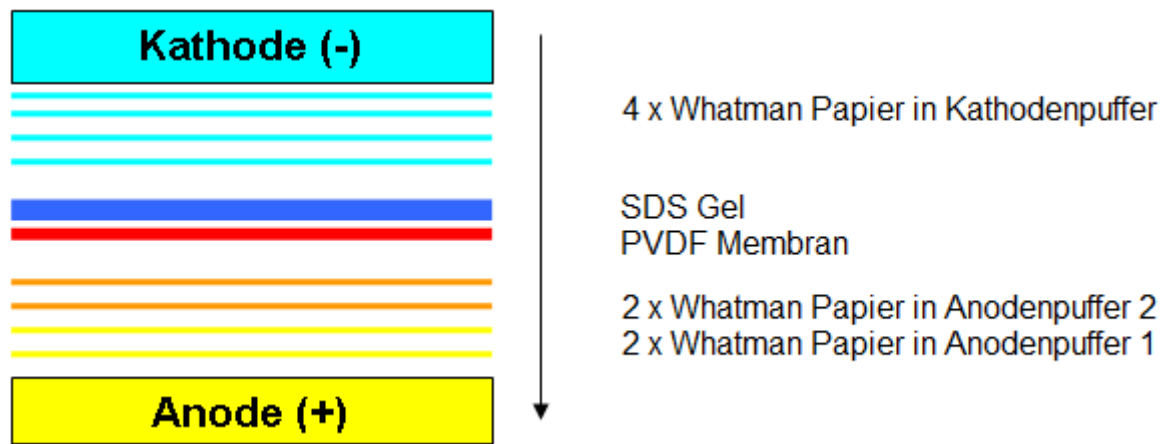 Kathode (-)
4 x Whatman Papier in Kathodenpuffer
SDS Gel
PVDF Membran
2 x Whatman Papier in Anodenpuffer 2
2 x Whatman Papier in Anodenpuffer 1
Anode (+)